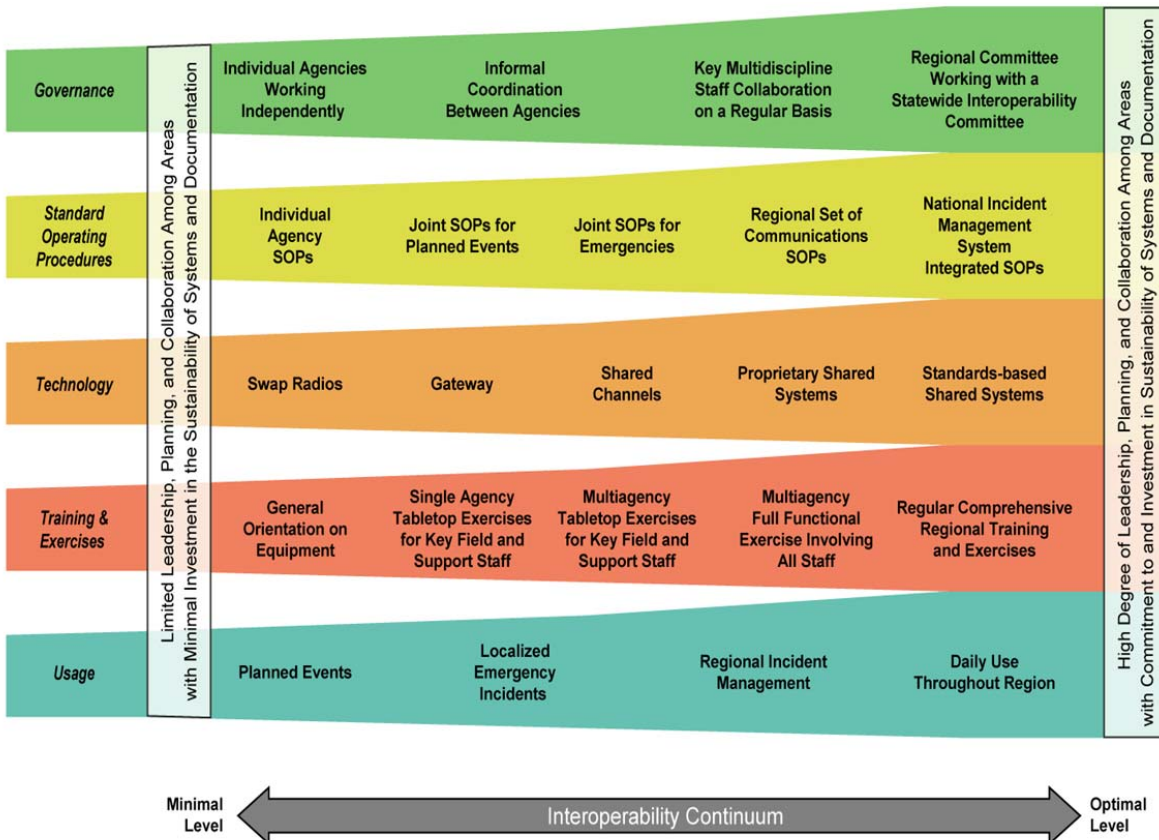 Governance
Individual Agencies
Working
Independently
Informal
Coordination
Between Agencies
Key Multidiscipline
Staff Collaboration
on a Regular Basis
Regional Committee
Working with a
Statewide Interoperability
Committee
Standard
Operating
Procedures
Individual
Agency
SOPs
Joint SOPs for
Planned Events
Joint SOPs for
Emergencies
Regional Set of
Communications
SOPs
National Incident
Management
System
Integrated SOPs
Technology
Swap Radios
Gateway
Shared
Channels
Proprietary Shared
Systems
Standards-based
Shared Systems
Training &
Exercises
General
Orientation on
Equipment
Single Agency
Tabletop Exercises
for Key Field and
Support Staff
Multiagency
Tabletop Exercises
for Key Field and
Support Staff
Multiagency
Full Functional
Exercise Involving
All Staff
Regular Comprehensive
Regional Training
and Exercises
Usage
Planned Events
Localized
Emergency
Incidents
Regional Incident
Management
Daily Use
Throughout Region
Limited Leadership, Planning, and Collaboration Among Areas
with Minimal Investment in the Sustainability of Systems and Documentation
High Degree of Leadership, Planning, and Collaboration Among Areas
with Commitment to and Investment in Sustainability of Systems and Documentation
Minimal
Level
Interoperability Continuum
Optimal
Level